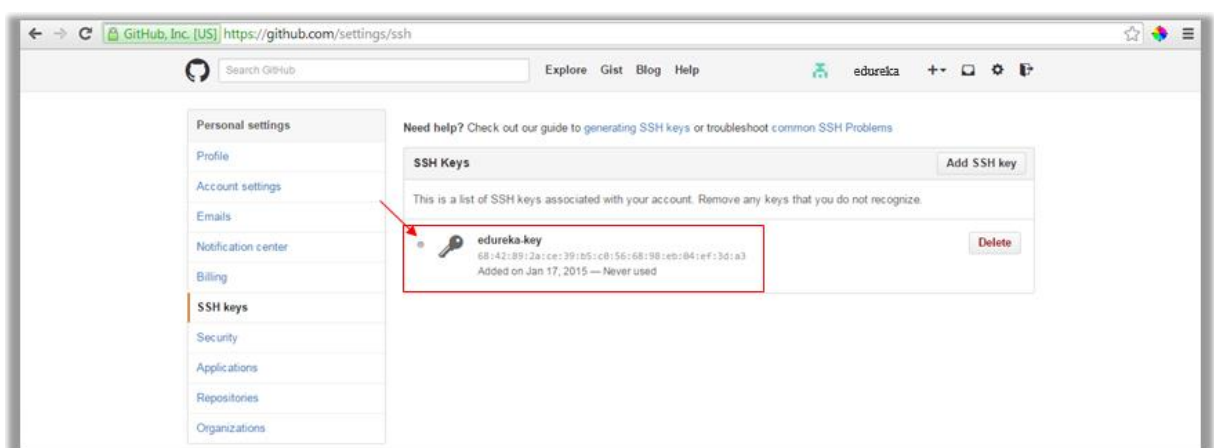 GitHub, Inc. [US] https://github.com/settings/ssh
Search GitHub
Explore Gist Blog Help
edureka
Personal settings
Profile
Account settings
Emails
Notification center
Billing
SSH keys
Security
Applications
Repositories
Organizations
Need help? Check out our guide to generating SSH keys or troubleshoot common SSH Problems
SSH Keys
Add SSH key
This is a list of SSH keys associated with your account. Remove any keys that you do not recognize.
edureka-key
68:42:89:2a:ce:39:b5:c0:56:68:98:eb:04:ef:3d:a3
Added on Jan 17, 2015 — Never used
Delete